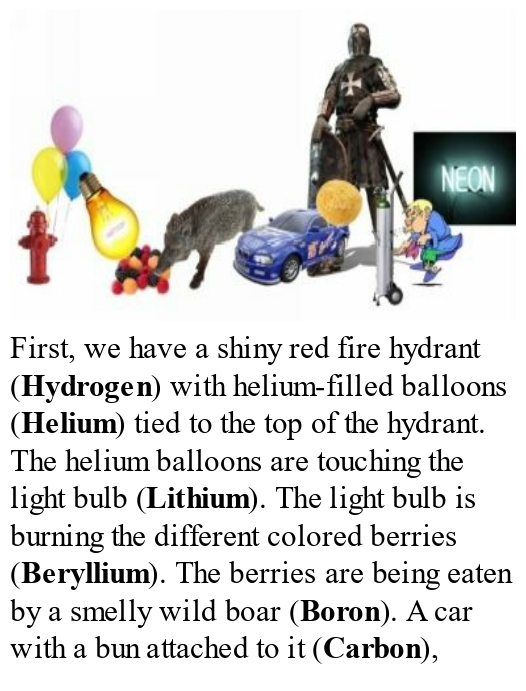 NEON
First, we have a shiny red fire hydrant
(Hydrogen) with helium-filled balloons
(Helium) tied to the top of the hydrant.
The helium balloons are touching the
light bulb (Lithium). The light bulb is
burning the different colored berries
(Beryllium). The berries are being eaten
by a smelly wild boar (Boron). A car
with a bun attached to it (Carbon),